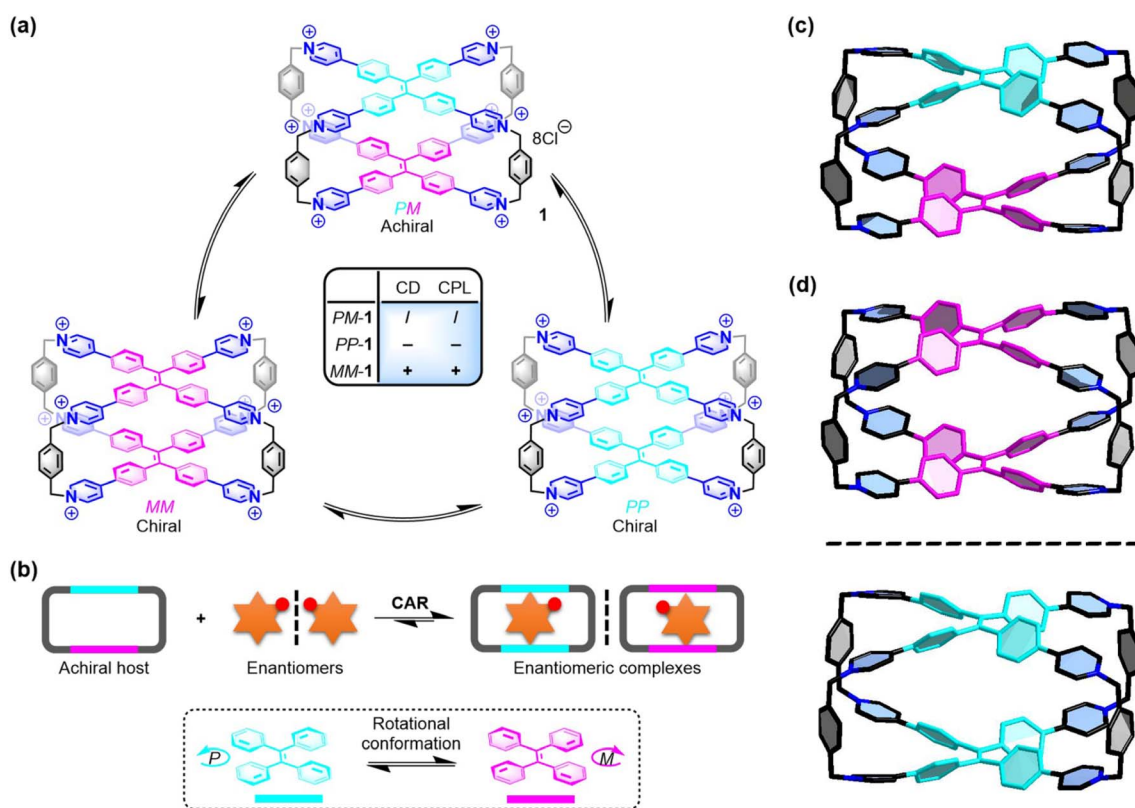 (a)
N⊕ N⊕
N⊕ N⊕
8Cl⊖
N⊕ N⊕
PM
Achiral
1
CD CPL
PM-1 / /
PP-1 – –
MM-1 + +
N⊕ N⊕
N⊕ N⊕
N⊕ N⊕
MM
Chiral
N⊕ N⊕
N⊕ N⊕
N⊕ N⊕
PP
Chiral
(b)
+
CAR
Achiral host
Enantiomers
Enantiomeric complexes
P
Rotational
conformation
M
(c)
(d)